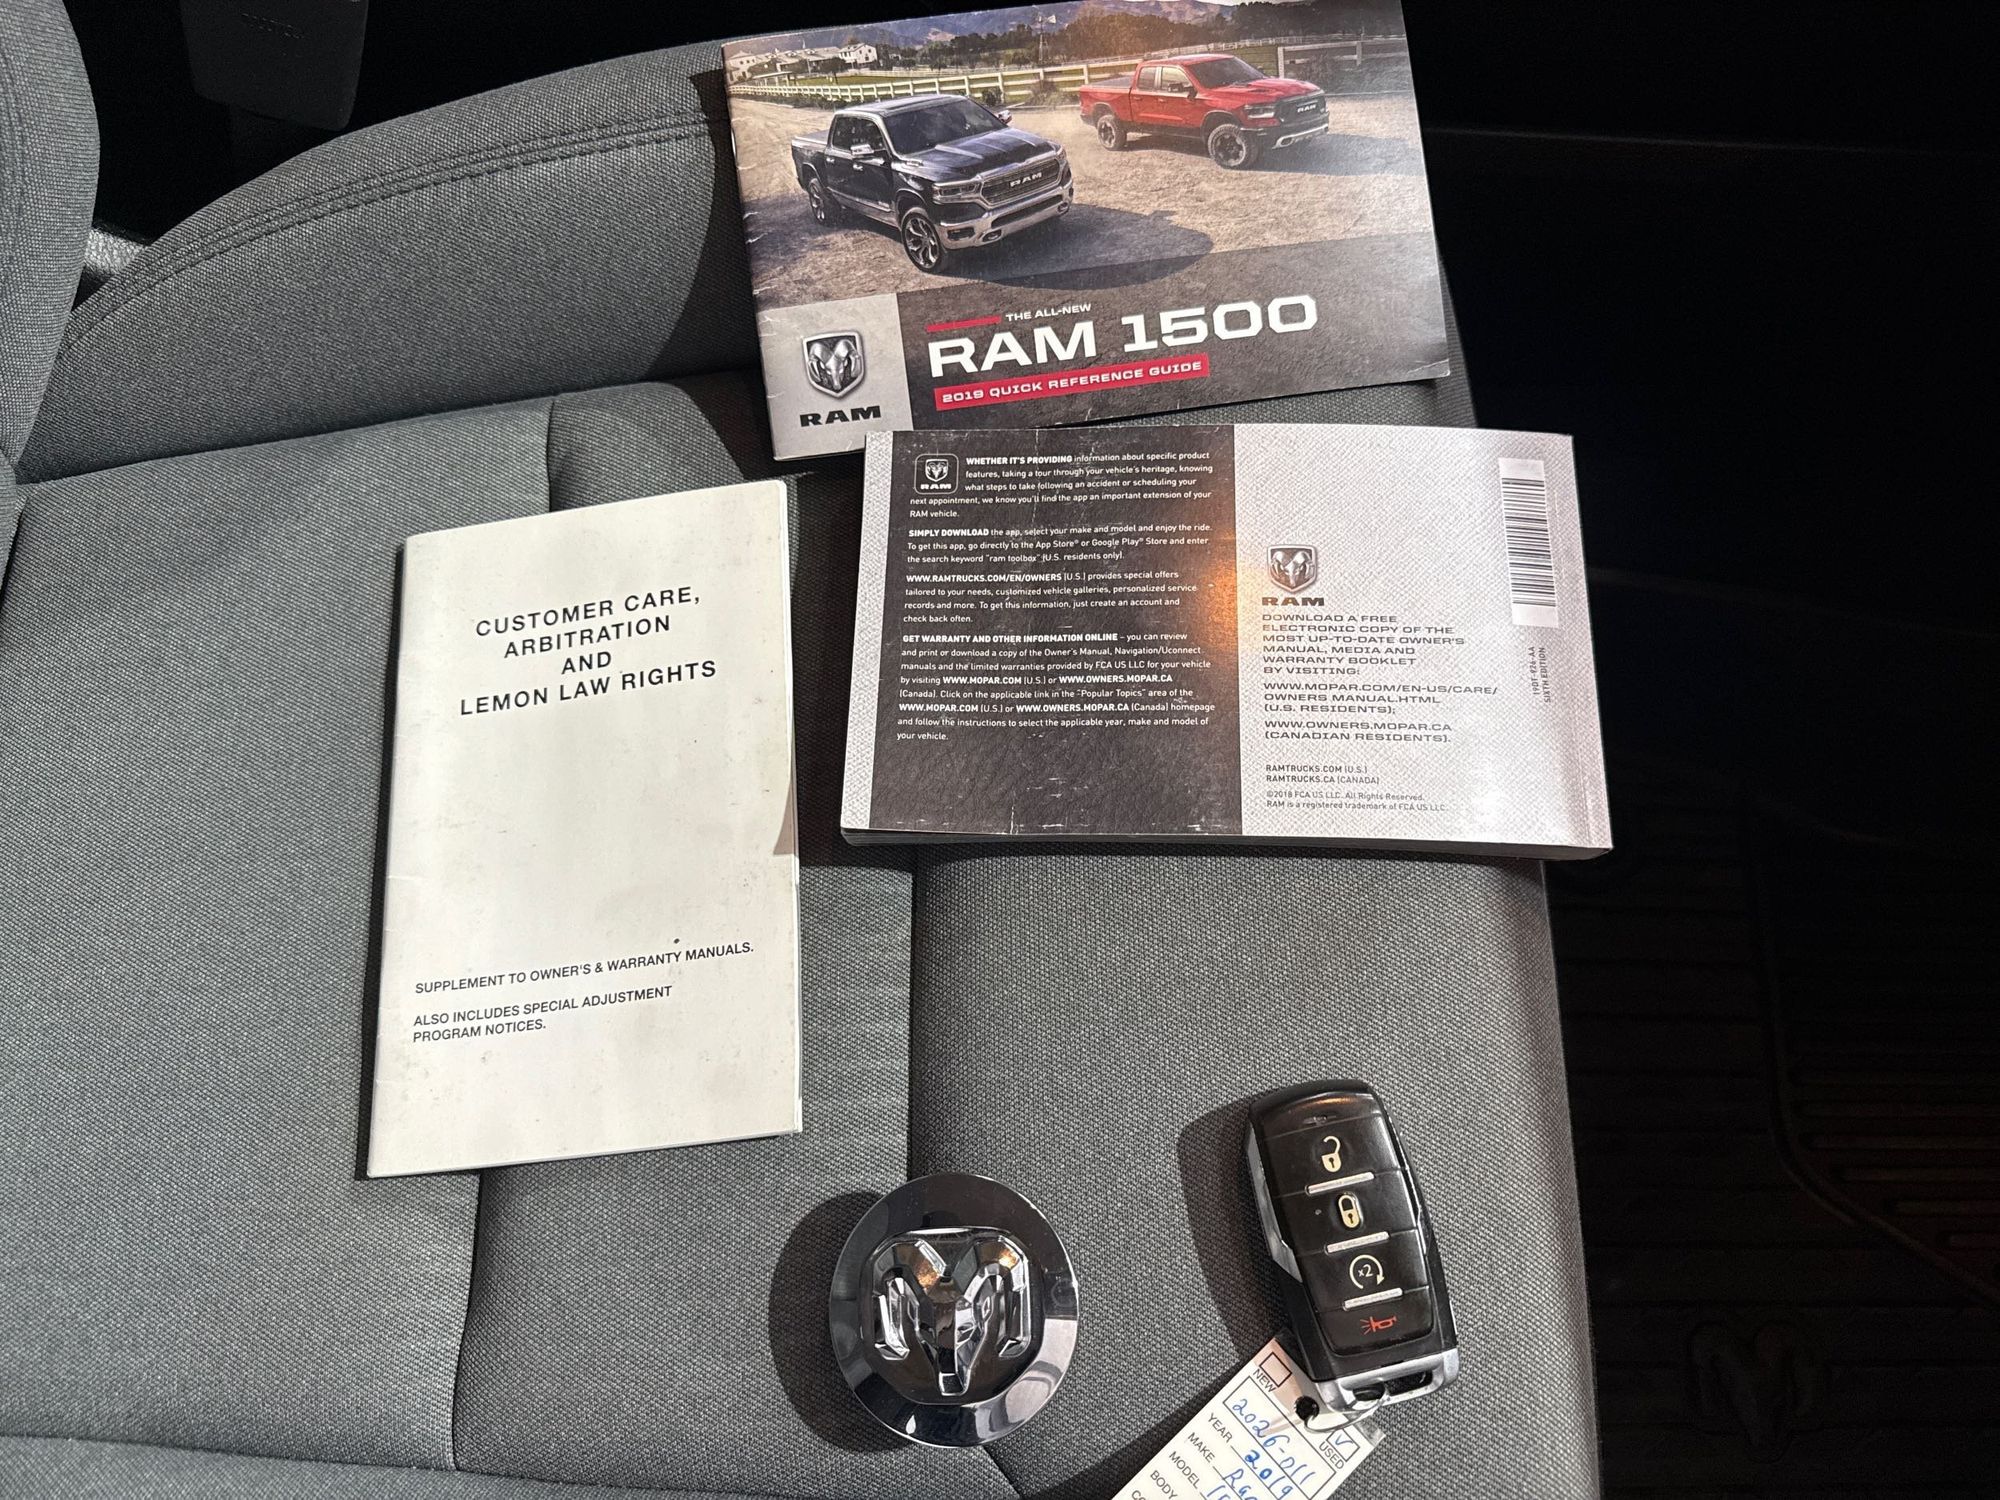 RAM
RAM
THE ALL-NEW
RAM 1500
2019 QUICK REFERENCE GUIDE
RAM
CUSTOMER CARE,
ARBITRATION
AND
LEMON LAW RIGHTS
SUPPLEMENT TO OWNER'S & WARRANTY MANUALS.
ALSO INCLUDES SPECIAL ADJUSTMENT
PROGRAM NOTICES.
RAM
WHETHER IT'S PROVIDING information about specific product
features, taking a tour through your vehicle's heritage, knowing
what steps to take following an accident or scheduling your
next appointment, we know you'll find the app an important extension of your
RAM vehicle.
SIMPLY DOWNLOAD the app, select your make and model and enjoy the ride.
To get this app, go directly to the App Store® or Google Play® Store and enter
the search keyword "ram toolbox" (U.S. residents only).
WWW.RAMTRUCKS.COM/EN/OWNERS (U.S.) provides special offers
tailored to your needs, customized vehicle galleries, personalized service
records and more. To get this information, just create an account and
check back often.
GET WARRANTY AND OTHER INFORMATION ONLINE – you can review
and print or download a copy of the Owner's Manual, Navigation/Uconnect
manuals and the limited warranties provided by FCA US LLC for your vehicle
by visiting WWW.MOPAR.COM (U.S.) or WWW.OWNERS.MOPAR.CA
(Canada). Click on the applicable link in the "Popular Topics" area of the
WWW.MOPAR.COM (U.S.) or WWW.OWNERS.MOPAR.CA (Canada) homepage
and follow the instructions to select the applicable year, make and model of
your vehicle.
RAM
DOWNLOAD A FREE
ELECTRONIC COPY OF THE
MOST UP-TO-DATE OWNER'S
MANUAL, MEDIA AND
WARRANTY BOOKLET
BY VISITING:
WWW.MOPAR.COM/EN-US/CARE/
OWNERS MANUAL.HTML
(U.S. RESIDENTS);
WWW.OWNERS.MOPAR.CA
(CANADIAN RESIDENTS).
RAMTRUCKS.COM (U.S.)
RAMTRUCKS.CA (CANADA)
©2018 FCA US LLC. All Rights Reserved.
RAM is a registered trademark of FCA US LLC.
19DT-926-AA
SIXTH EDITION
x2
NEW
USED
2026-011
YEAR 2019
MAKE
MODEL
BODY